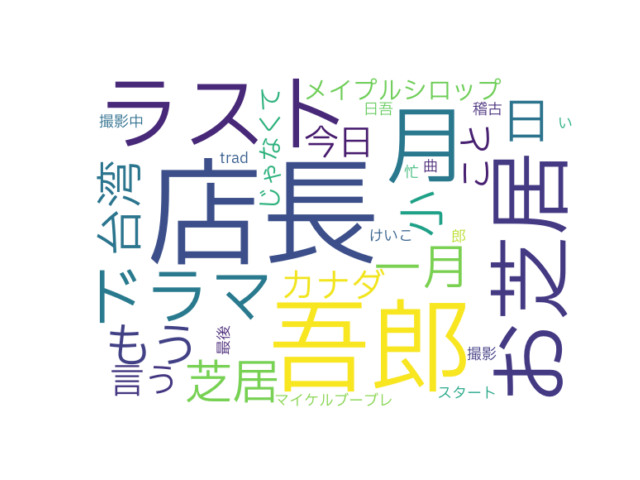 ラスト
メイプルシロップ
撮影中
日吾
稽古
い
今日
月
こと
日
trad
じゃなくて
忙
曲
台湾
店長
小
お芝居
けいこ
郎
ドラマ
カナダ
一月
吾郎
もう
最後
撮影
言う
芝居
マイケルブーブレ
スタート